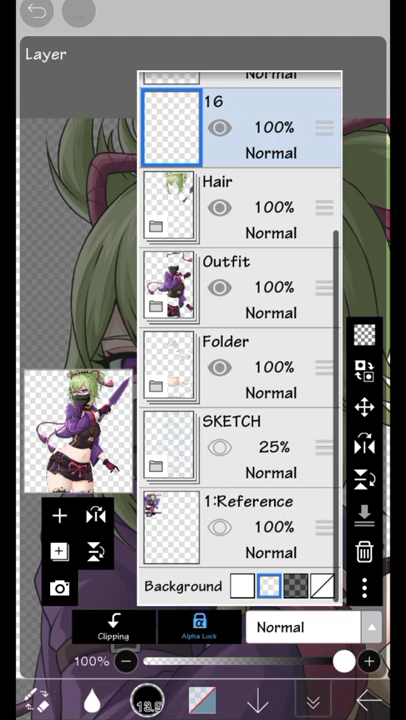 Layer
Normal
16
100%
Normal
Hair
100%
Normal
Outfit
100%
Normal
Folder
100%
Normal
SKETCH
25%
Normal
1:Reference
100%
Normal
Background
Clipping
α
Alpha Lock
Normal
100%
13.9